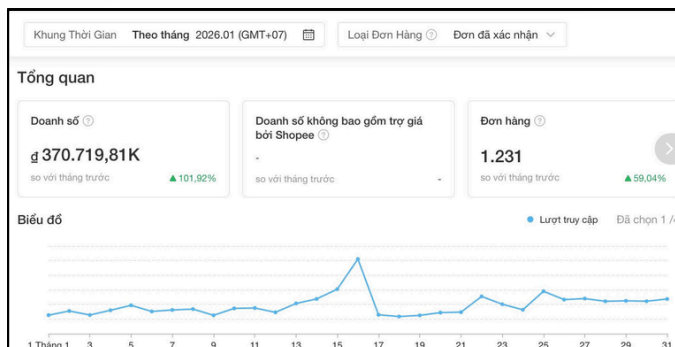 Khung Thời Gian Theo tháng 2026.01 (GMT+07) Loại Đơn Hàng Đơn đã xác nhận
Tổng quan
Doanh số
₫ 370.719,81K
so với tháng trước 101,92%
Doanh số không bao gồm trợ giá
bởi Shopee
-
so với tháng trước -
Đơn hàng
1.231
so với tháng trước 59,04%
Biểu đồ Lượt truy cập Đã chọn 1 /4
1 Tháng 1 3 5 7 9 11 13 15 17 19 21 23 25 27 29 31